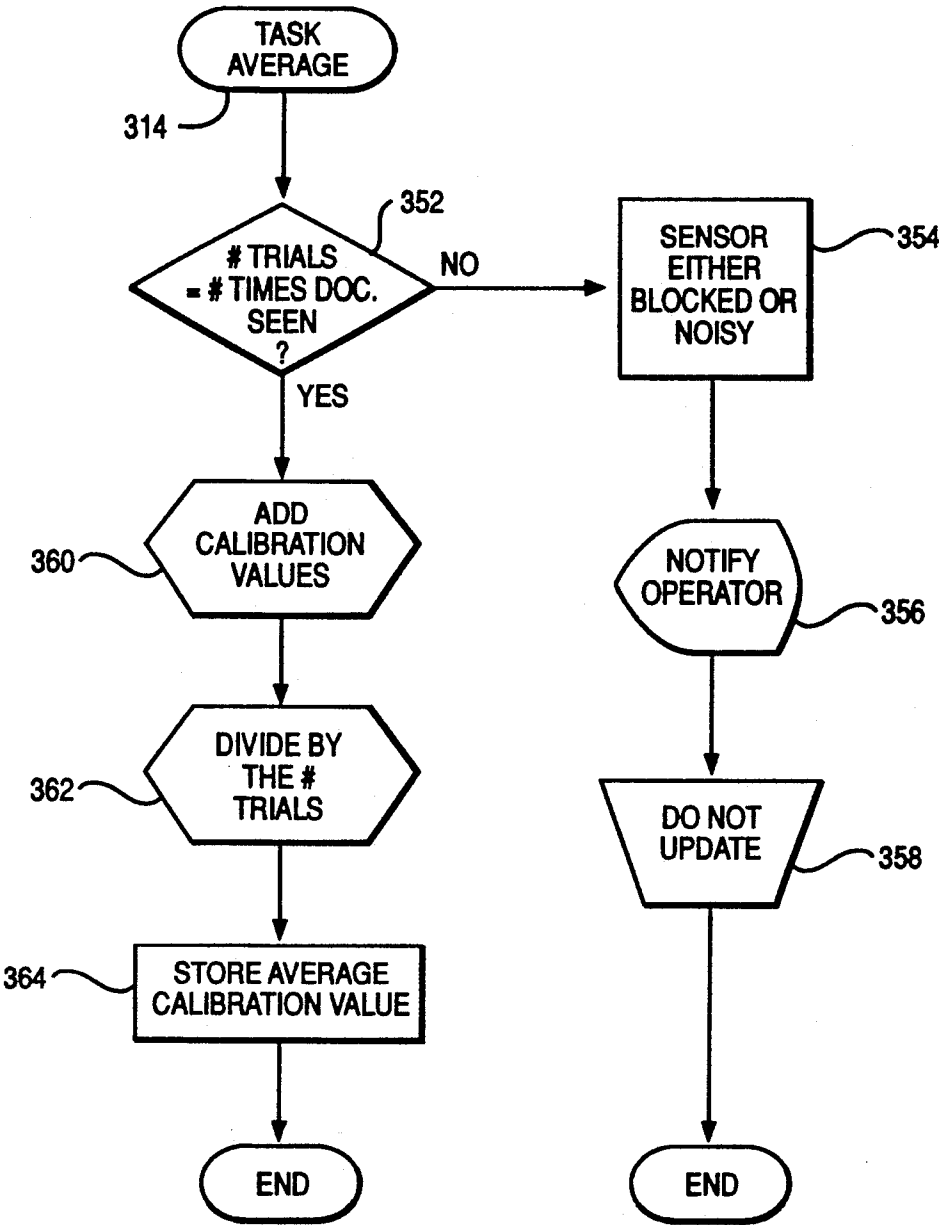 TASK
AVERAGE
314
352
# TRIALS
= # TIMES DOC.
SEEN
?
NO
YES
SENSOR
EITHER
BLOCKED OR
NOISY
354
ADD
CALIBRATION
VALUES
360
NOTIFY
OPERATOR
356
DIVIDE BY
THE #
TRIALS
362
DO NOT
UPDATE
358
STORE AVERAGE
CALIBRATION VALUE
364
END
END